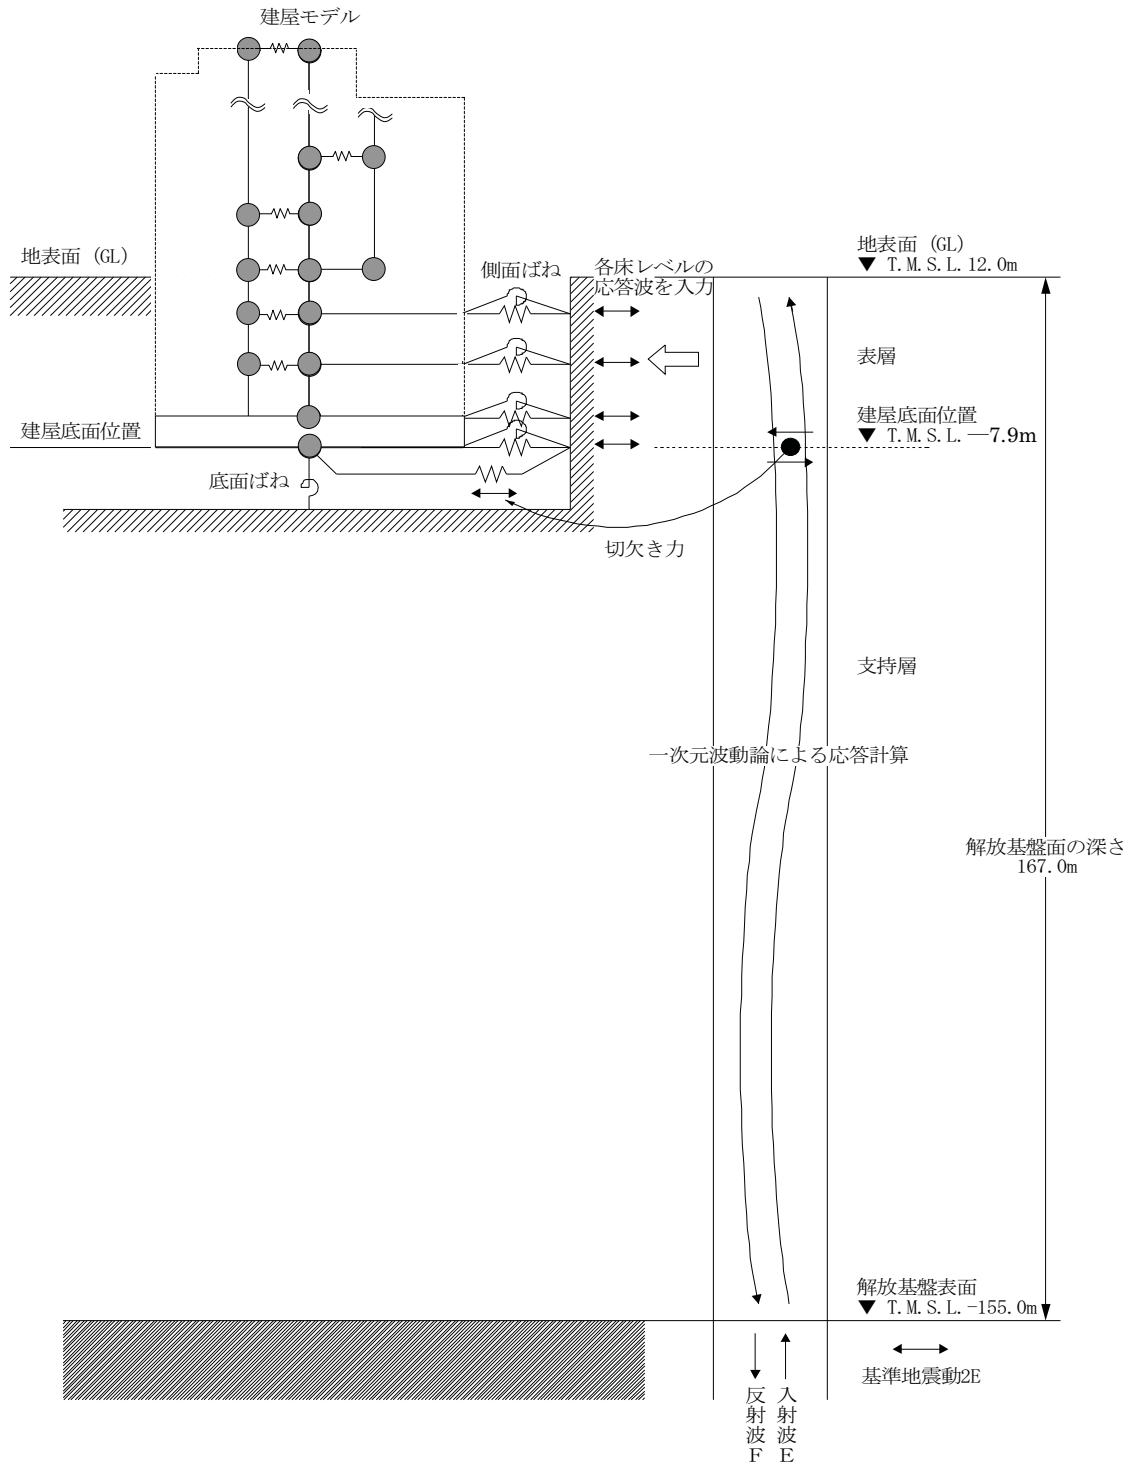 建屋モデル
地表面 (GL)
側面ばね
各床レベルの
応答波を入力
地表面 (GL)
▼ T.M.S.L.12.0m
表層
建屋底面位置
建屋底面位置
▼ T.M.S.L.―7.9m
底面ばね
切欠き力
支持層
一次元波動論による応答計算
解放基盤面の深さ
167.0m
解放基盤表面
▼ T.M.S.L.-155.0m
基準地震動2E
反射波F
入射波E